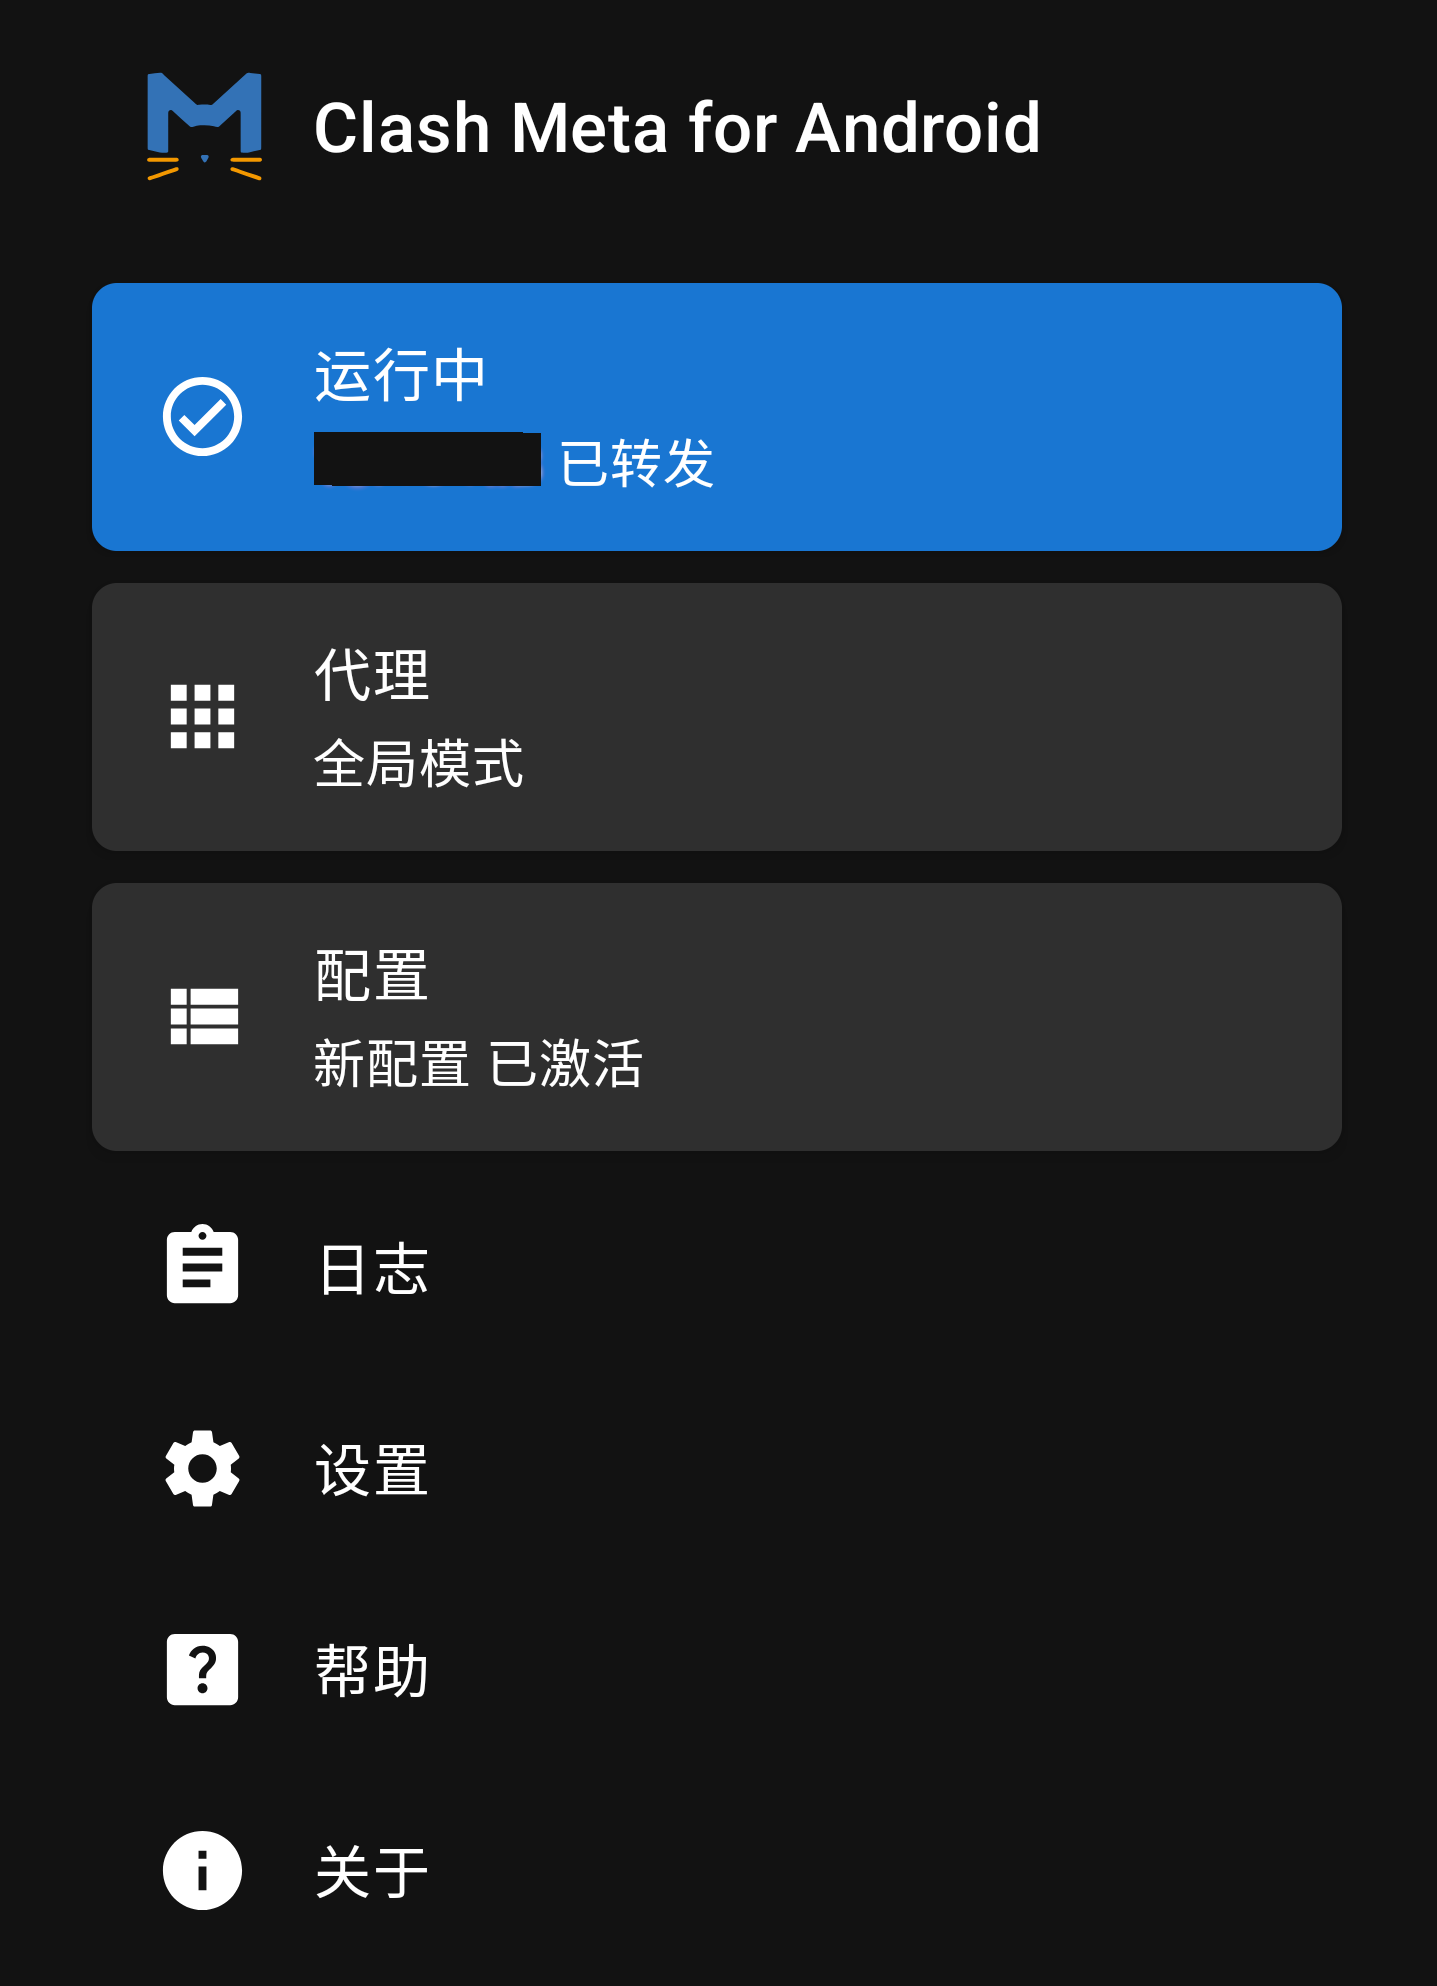 Clash Meta for Android
运行中
已转发
代理
全局模式
配置
新配置 已激活
日志
设置
帮助
关于